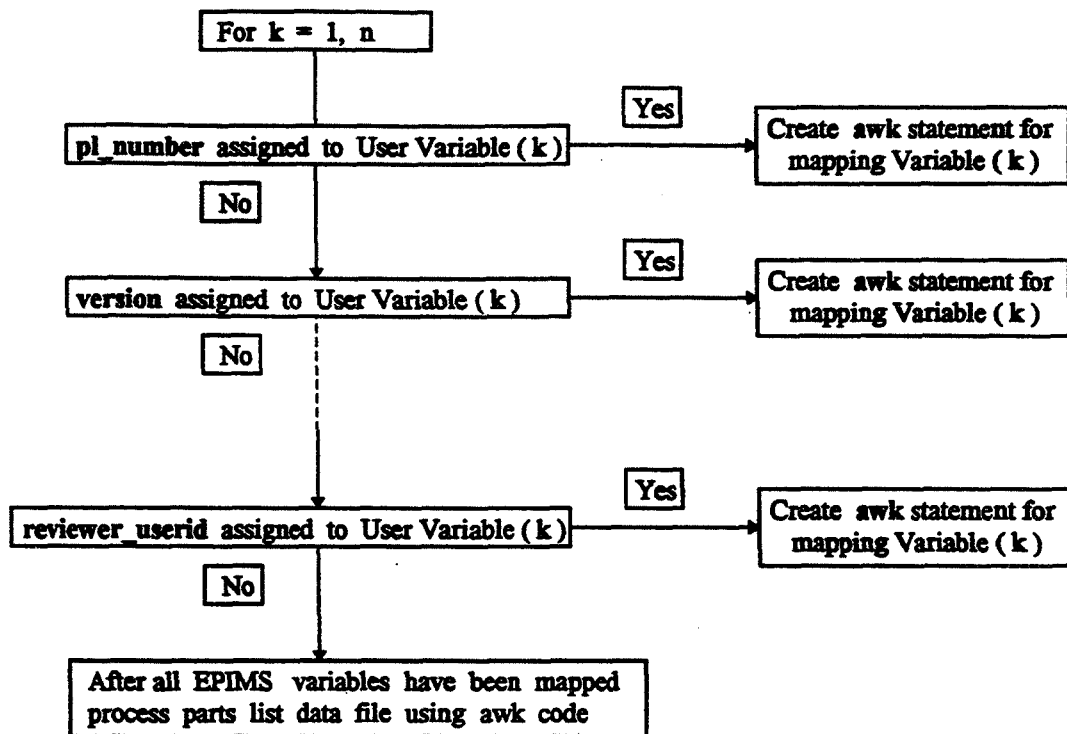 For k = 1, n
Yes
pl_number assigned to User Variable ( k )
Create awk statement for
mapping Variable ( k )
No
Yes
version assigned to User Variable ( k )
Create awk statement for
mapping Variable ( k )
No
Yes
reviewer_userid assigned to User Variable ( k )
Create awk statement for
mapping Variable ( k )
No
After all EPIMS variables have been mapped
process parts list data file using awk code